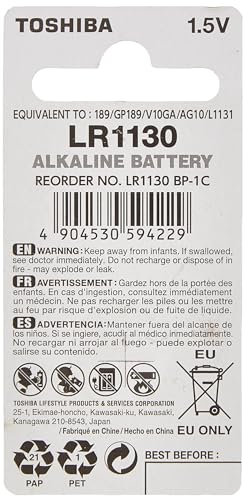 TOSHIBA 1.5V
EQUIVALENT TO : 189/GP189/V10GA/AG10/L1131
LR1130
ALKALINE BATTERY
REORDER NO. LR1130 BP-1C
4 904530 594229
EN WARNING: Keep away from infants. If swallowed,
see doctor immediately. Do not recharge or dispose of in
fire, may explode or leak.
FR AVERTISSEMENT: Gardez hors de la portée des
enfants. En cas d'ingestion, consultez immédiatement
un médecin. Ne pas recharger les piles ou les mettre au
feu, risque d'explosion ou de fuite de liquide.
ES ADVERTENCIA: Mantener fuera del alcance de
los niños. Si se ingiere, acudir al médico inmediatamente.
No recargar ni arrojar al fuego - puede explotar o
salirse su contenido.
EU
EU ONLY
TOSHIBA LIFESTYLE PRODUCTS & SERVICES CORPORATION
25-1, Ekimae-honcho, Kawasaki-ku, Kawasaki,
Kanagawa 210-8543, Japan
/ Fabriqué en Chine / Hecho en China
21
PAP
1
PET
BEST BEFORE :